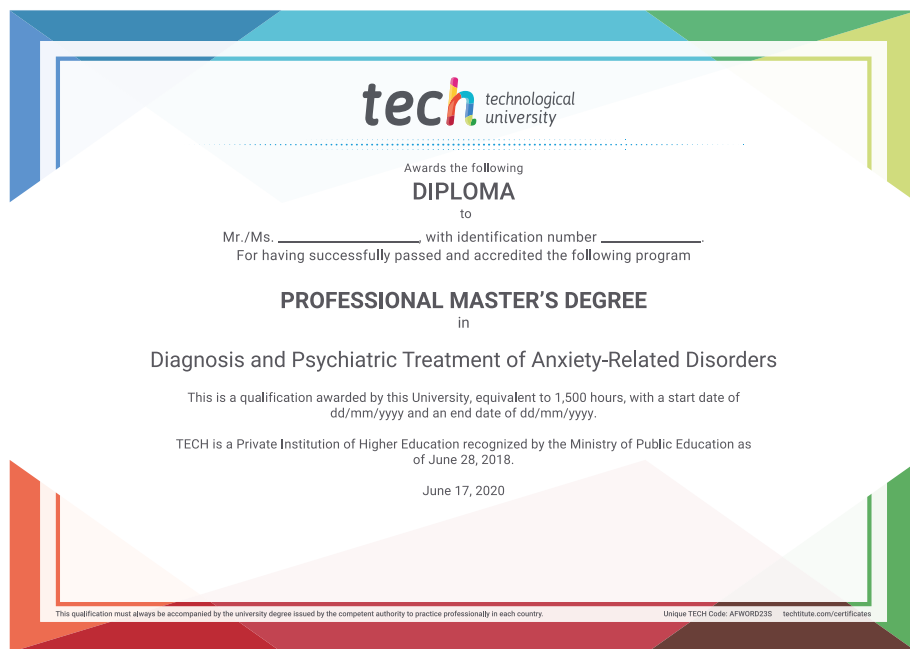 tech technological
university
Awards the following
DIPLOMA
to
Mr./Ms. ____________________, with identification number ______________.
For having successfully passed and accredited the following program
PROFESSIONAL MASTER'S DEGREE
in
Diagnosis and Psychiatric Treatment of Anxiety-Related Disorders
This is a qualification awarded by this University, equivalent to 1,500 hours, with a start date of
dd/mm/yyyy and an end date of dd/mm/yyyy.
TECH is a Private Institution of Higher Education recognized by the Ministry of Public Education as
of June 28, 2018.
June 17, 2020
This qualification must always be accompanied by the university degree issued by the competent authority to practice professionally in each country. Unique TECH Code: AFWORD23S techtitute.com/certificates